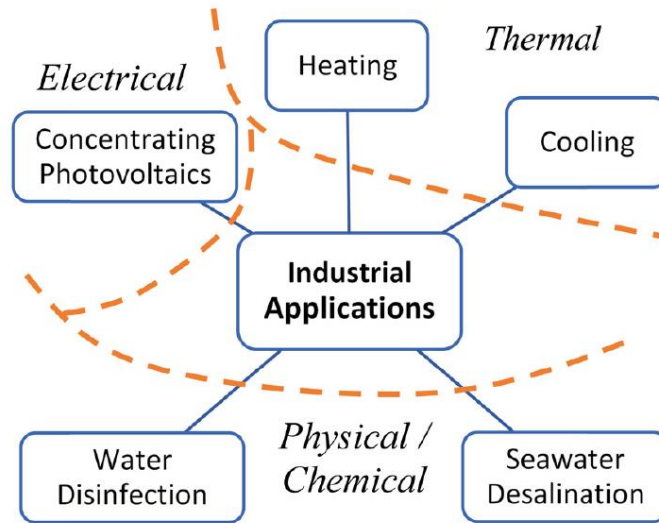 Thermal
Heating
Electrical
Concentrating
Photovoltaics
Cooling
Industrial
Applications
Physical /
Chemical
Water
Disinfection
Seawater
Desalination